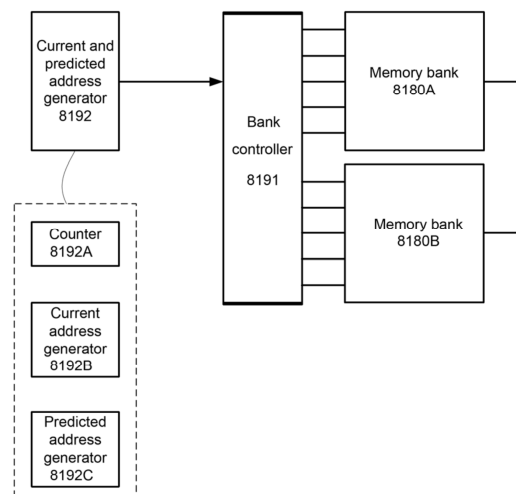 Current and
predicted
address
generator
8192
Bank
controller
8191
Memory bank
8180A
Memory bank
8180B
Counter
8192A
Current
address
generator
8192B
Predicted
address
generator
8192C